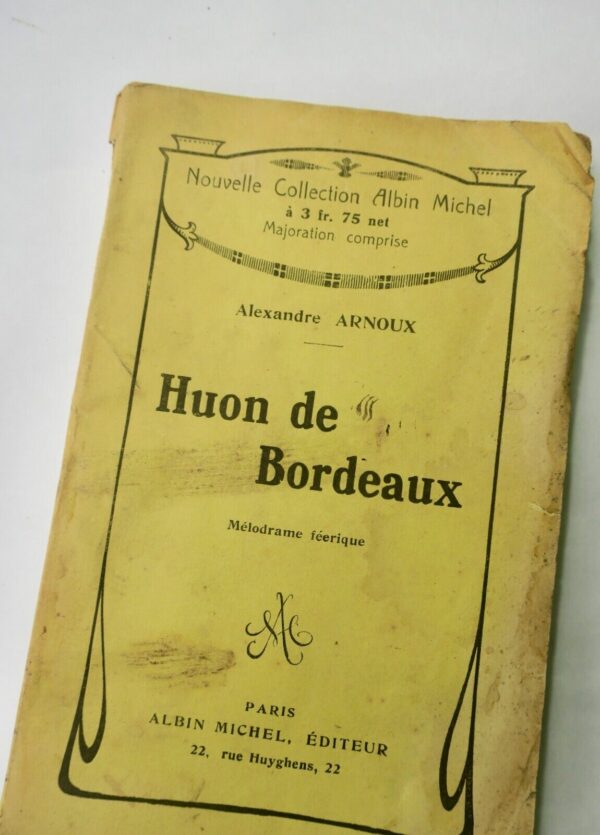 Nouvelle Collection Albin Michel
à 3 fr. 75 net
Majoration comprise
Alexandre ARNOUX
Huon de
Bordeaux
Mélodrame féerique
PARIS
ALBIN MICHEL, ÉDITEUR
22, rue Huyghens, 22